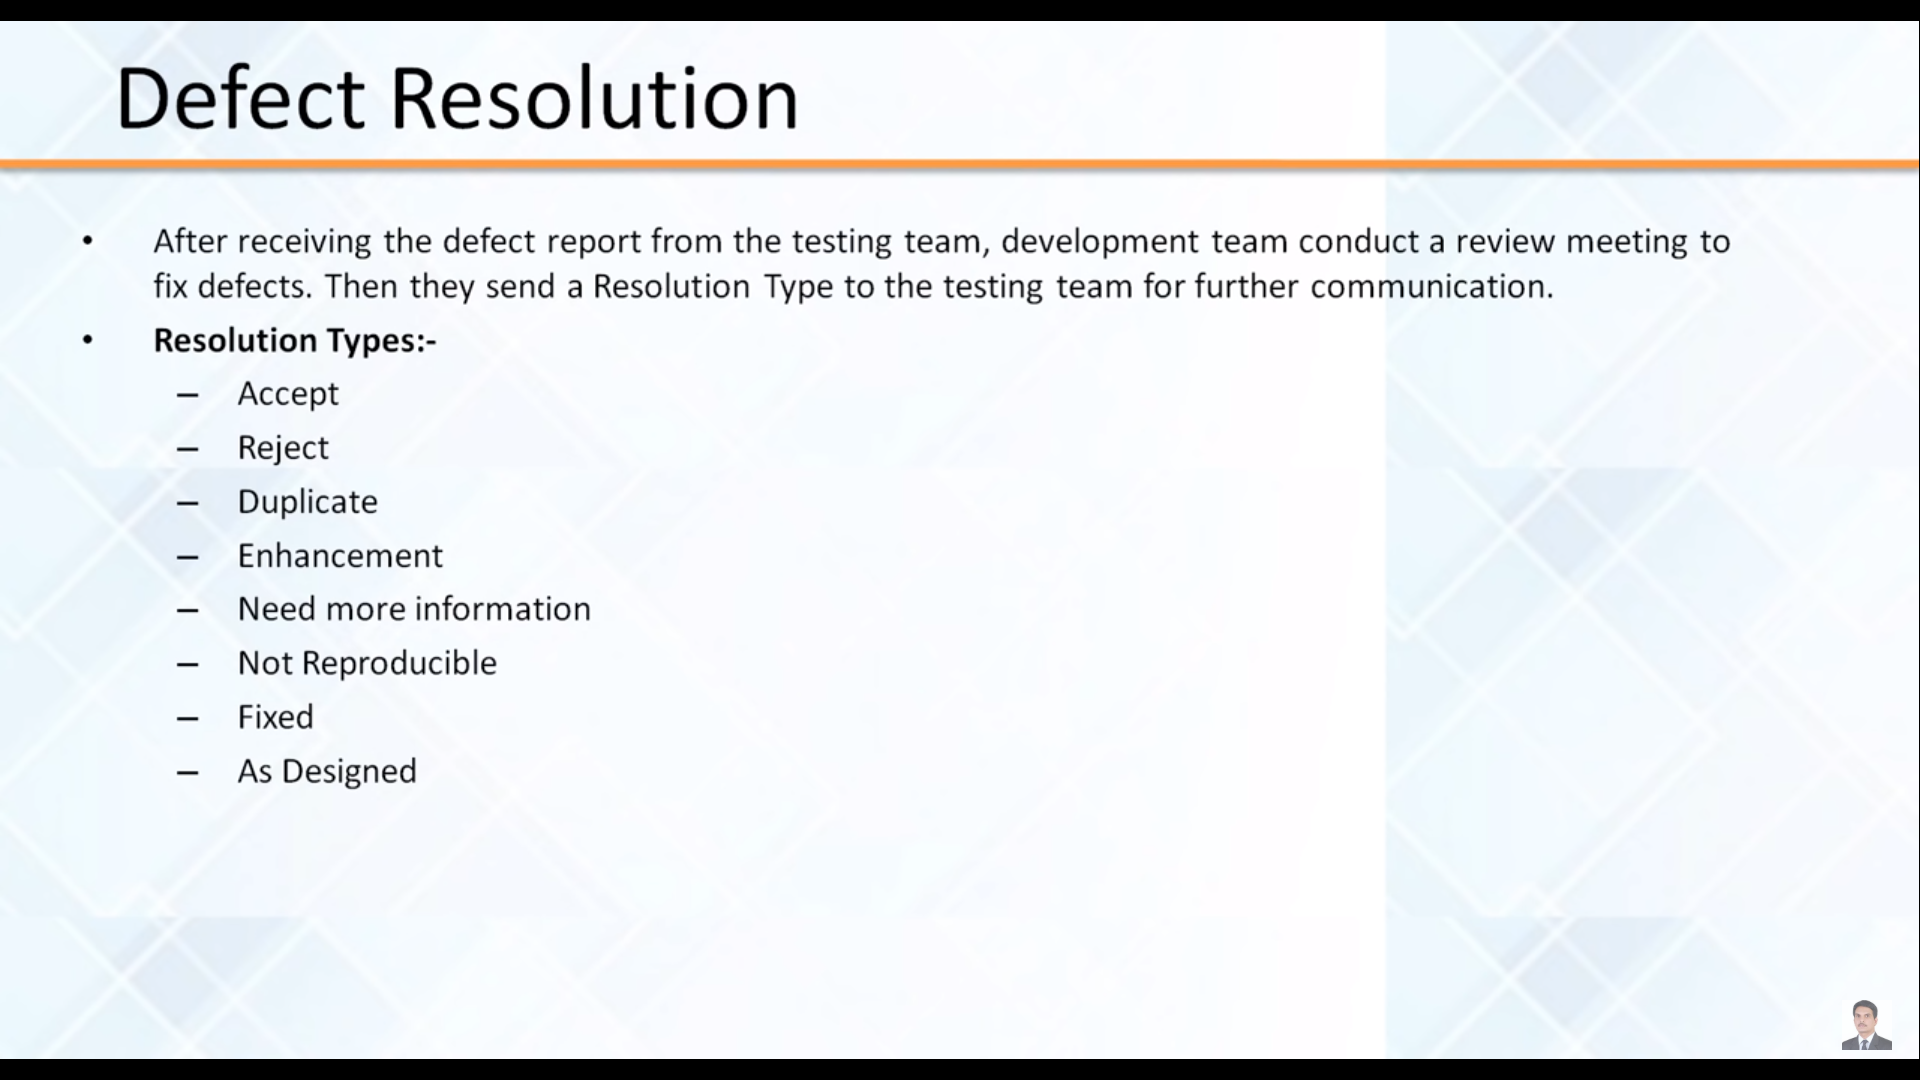 Defect Resolution
• After receiving the defect report from the testing team, development team conduct a review meeting to
fix defects. Then they send a Resolution Type to the testing team for further communication.
• Resolution Types:-
– Accept
– Reject
– Duplicate
– Enhancement
– Need more information
– Not Reproducible
– Fixed
– As Designed